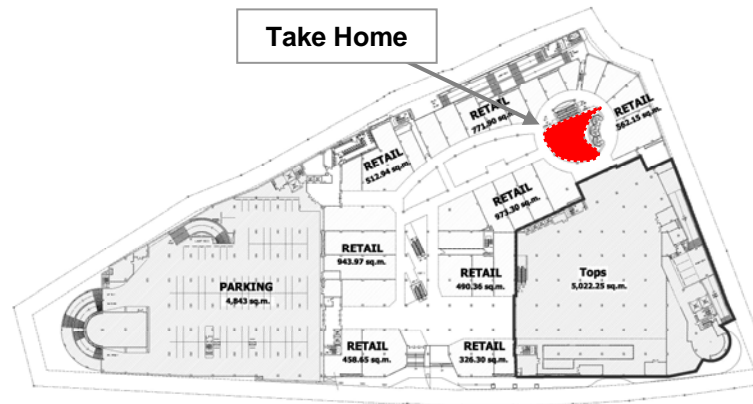 Take Home
RETAIL
771.90 sq.m.
RETAIL
562.15 sq.m.
RETAIL
512.94 sq.m.
RETAIL
973.30 sq.m.
RETAIL
943.97 sq.m.
RETAIL
490.36 sq.m.
Tops
5,022.25 sq.m.
PARKING
4,843 sq.m.
RETAIL
458.65 sq.m.
RETAIL
326.30 sq.m.